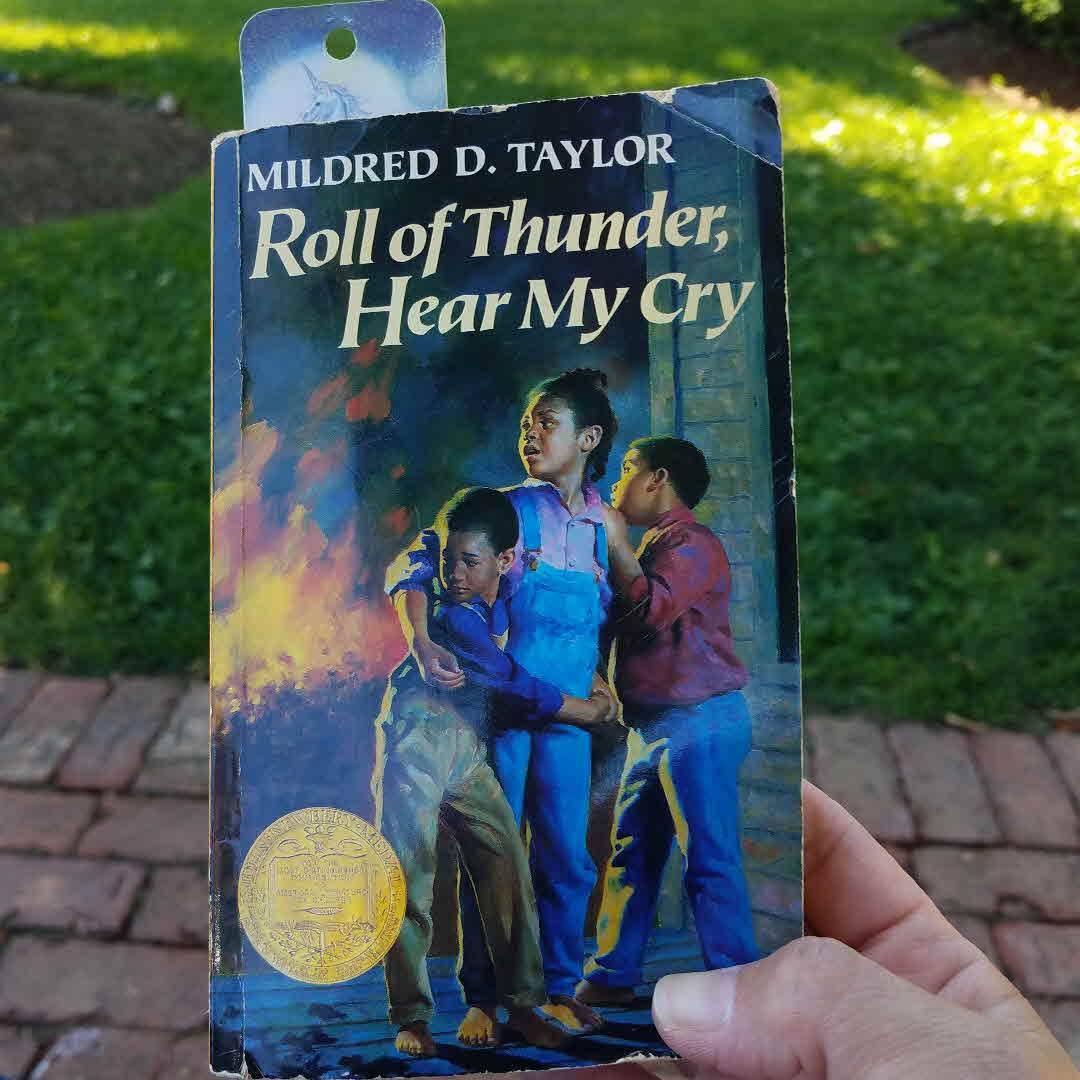 MILDRED D. TAYLOR
Roll of Thunder,
Hear My Cry